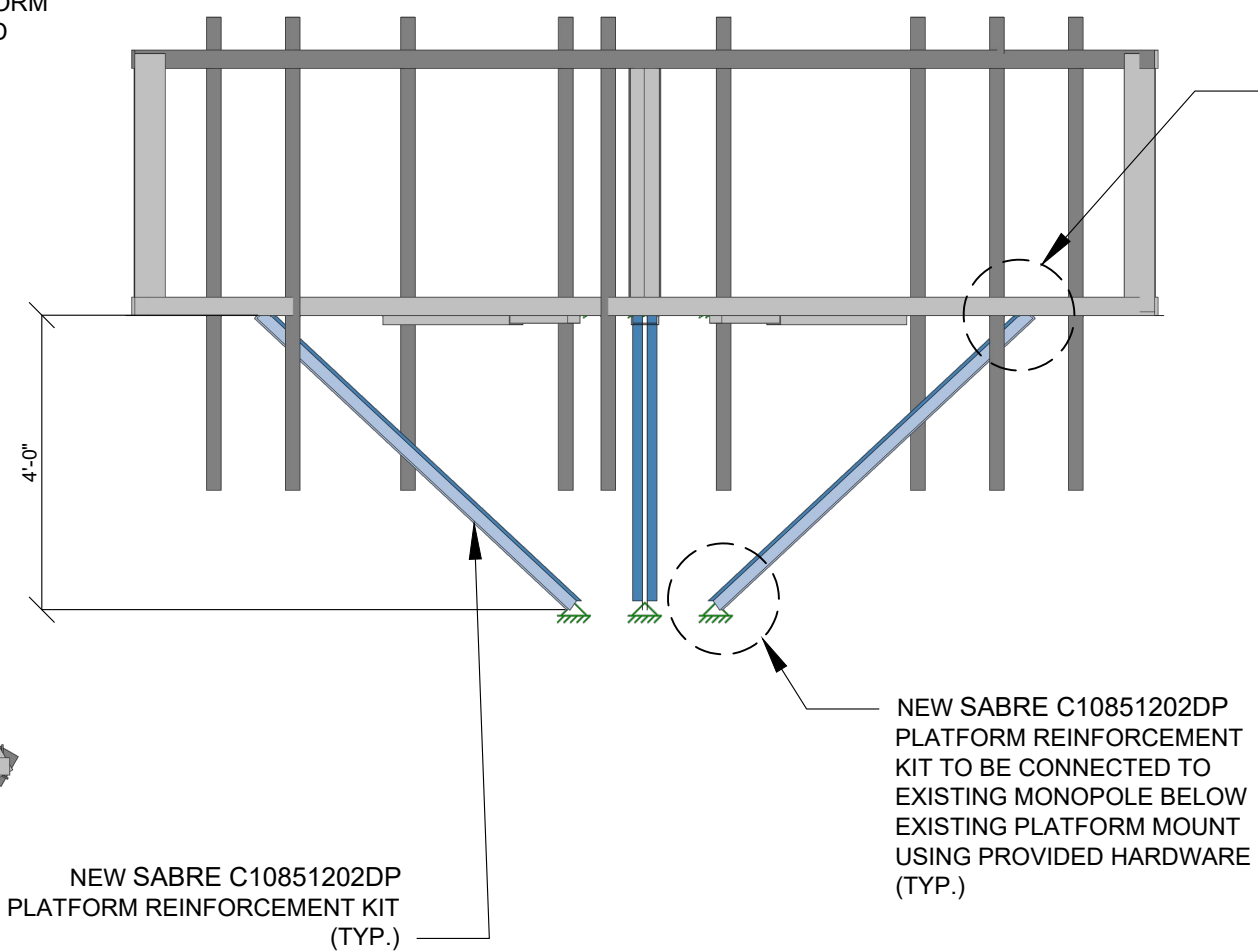 4'-0"
NEW SABRE C10851202DP
PLATFORM REINFORCEMENT
KIT TO BE CONNECTED TO
EXISTING MONOPOLE BELOW
EXISTING PLATFORM MOUNT
USING PROVIDED HARDWARE
(TYP.)
NEW SABRE C10851202DP
PLATFORM REINFORCEMENT KIT
(TYP.)